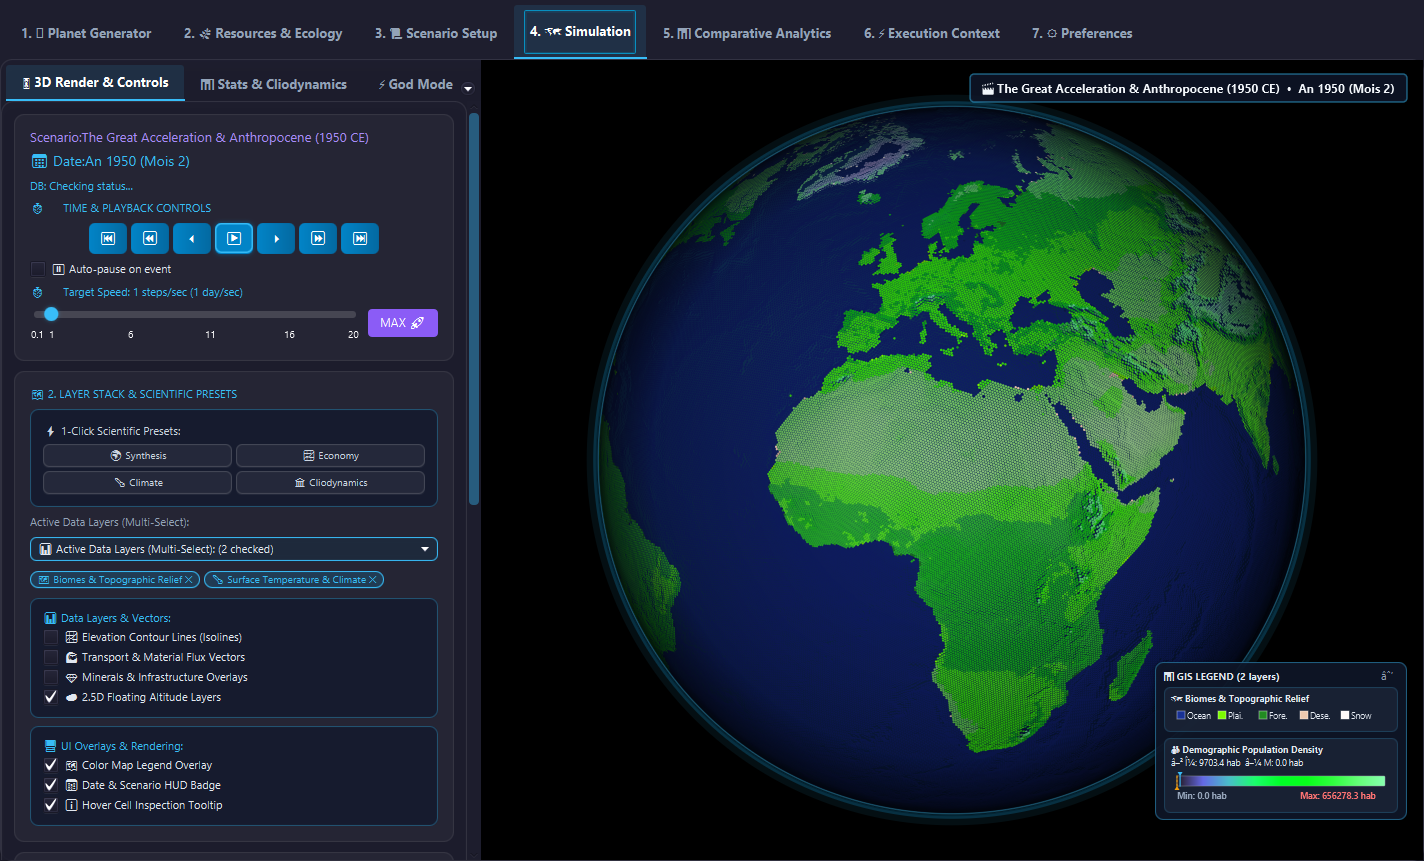 1. Planet Generator
2. Resources & Ecology
3. Scenario Setup
4. Simulation
5. Comparative Analytics
6. ⚡ Execution Context
7. Preferences
3D Render & Controls
Stats & Cliodynamics
⚡ God Mode
The Great Acceleration & Anthropocene (1950 CE) • An 1950 (Mois 2)
Scenario:The Great Acceleration & Anthropocene (1950 CE)
Date:An 1950 (Mois 2)
DB: Checking status...
TIME & PLAYBACK CONTROLS
Auto-pause on event
Target Speed: 1 steps/sec (1 day/sec)
MAX
0.1 1 6 11 16 20
2. LAYER STACK & SCIENTIFIC PRESETS
1-Click Scientific Presets:
Synthesis
Economy
Climate
Cliodynamics
Active Data Layers (Multi-Select):
Active Data Layers (Multi-Select): (2 checked)
Biomes & Topographic Relief ✕
Surface Temperature & Climate ✕
Data Layers & Vectors:
Elevation Contour Lines (Isolines)
Transport & Material Flux Vectors
Minerals & Infrastructure Overlays
2.5D Floating Altitude Layers
UI Overlays & Rendering:
Color Map Legend Overlay
Date & Scenario HUD Badge
Hover Cell Inspection Tooltip
GIS LEGEND (2 layers)
Biomes & Topographic Relief
Ocean Plai. Fore. Dese. Snow
Demographic Population Density
â–² Î¼: 9703.4 hab â–¼ M: 0.0 hab
Min: 0.0 hab
Max: 656278.3 hab